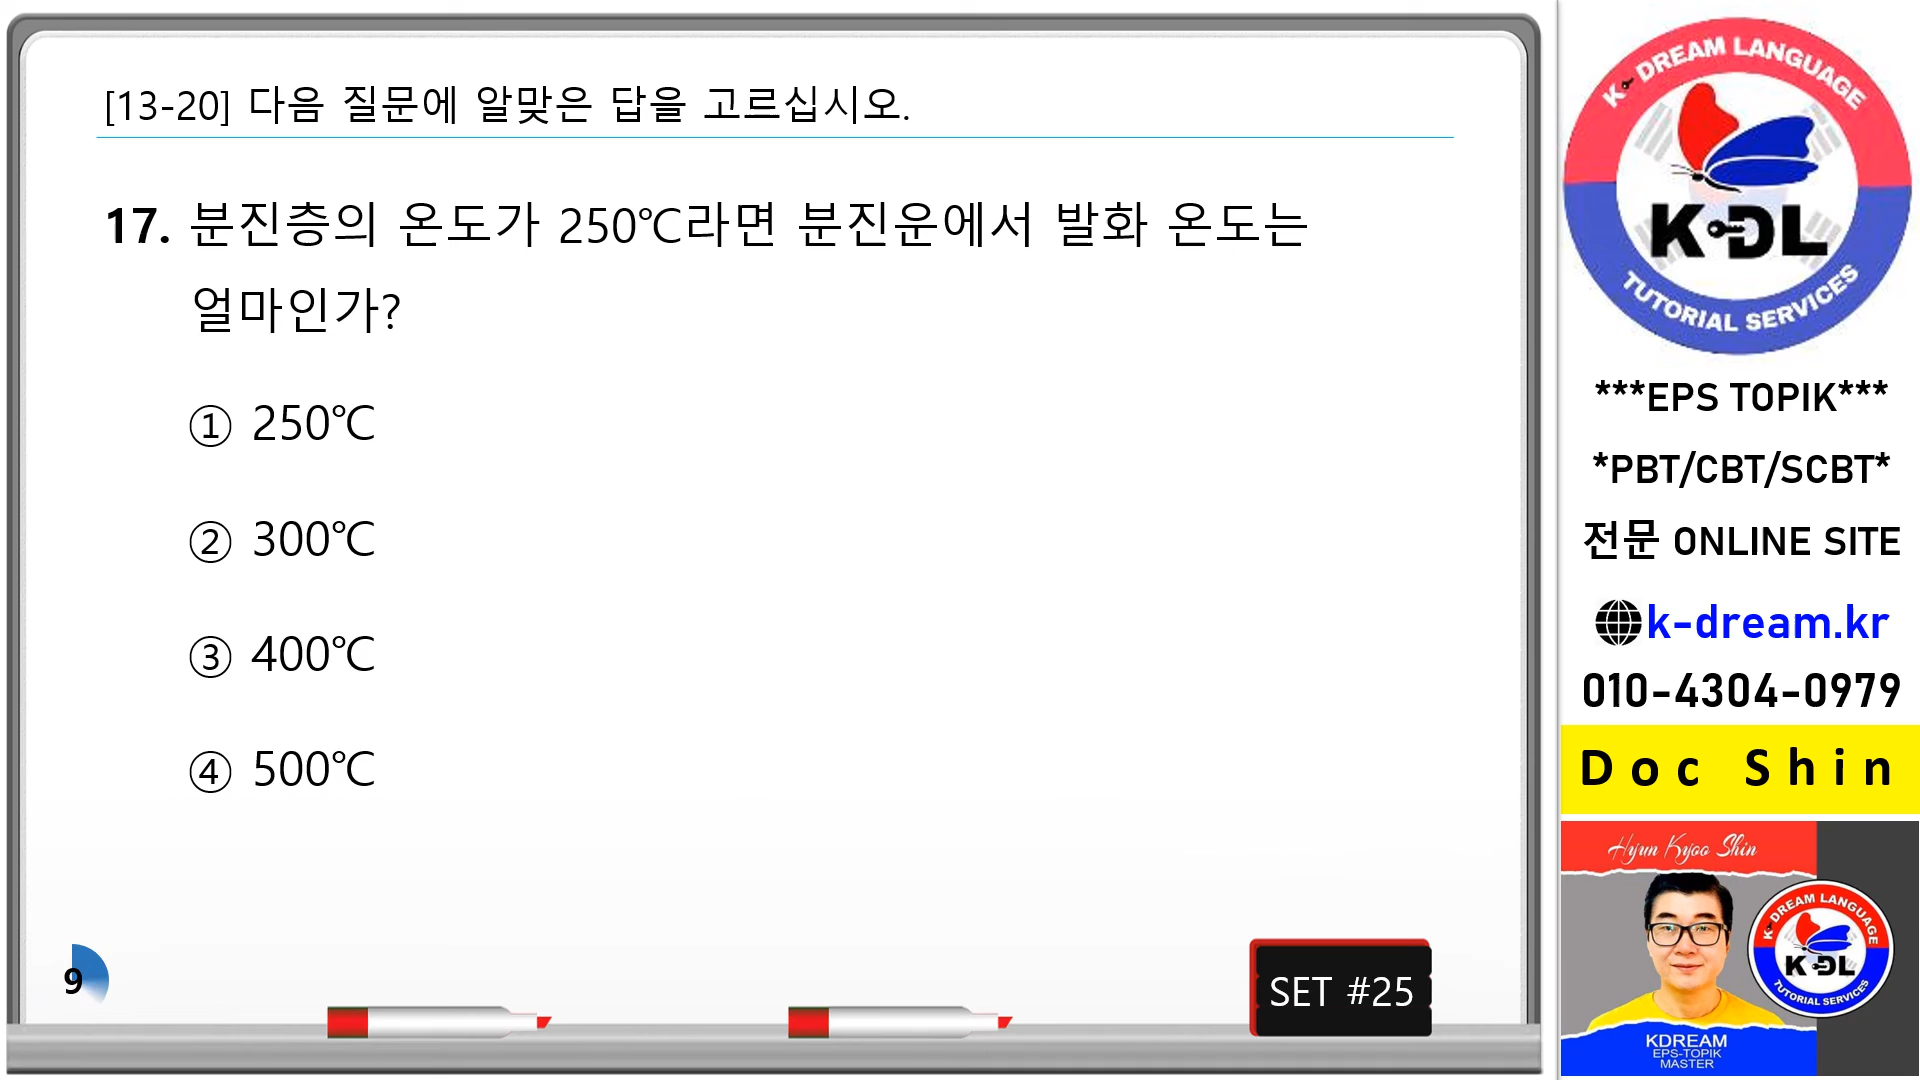 [13-20] 다음 질문에 알맞은 답을 고르십시오.
17. 분진층의 온도가 250℃라면 분진운에서 발화 온도는
얼마인가?
① 250℃
② 300℃
③ 400℃
④ 500℃
9
SET #25
K DREAM LANGUAGE
K DL
TUTORIAL SERVICES
***EPS TOPIK***
*PBT/CBT/SCBT*
전문 ONLINE SITE
k-dream.kr
010-4304-0979
Doc Shin
Hyun Kyoo Shin
K DREAM LANGUAGE
K DL
TUTORIAL SERVICES
KDREAM
EPS-TOPIK
MASTER